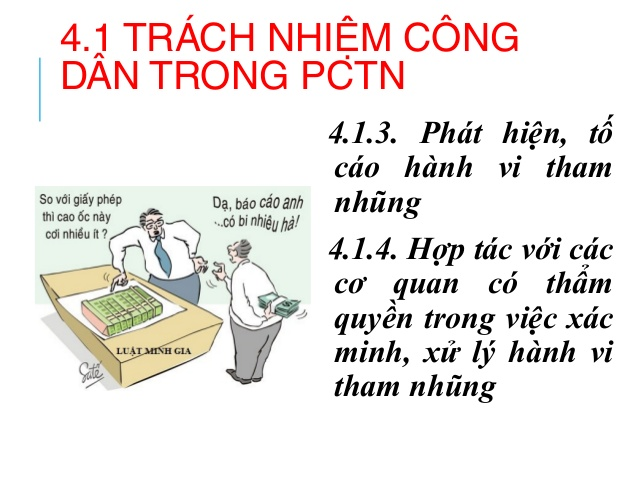 4.1 TRÁCH NHIỆM CÔNG
DÂN TRONG PCTN
4.1.3. Phát hiện, tố
cáo hành vi tham
nhũng
4.1.4. Hợp tác với các
cơ quan có thẩm
quyền trong việc xác
minh, xử lý hành vi
tham nhũng
So với giấy phép
thì cao ốc này
cơi nhiều ít ?
Dạ, báo cáo anh
...có bi nhiêu hà!
LUẬT MINH GIA